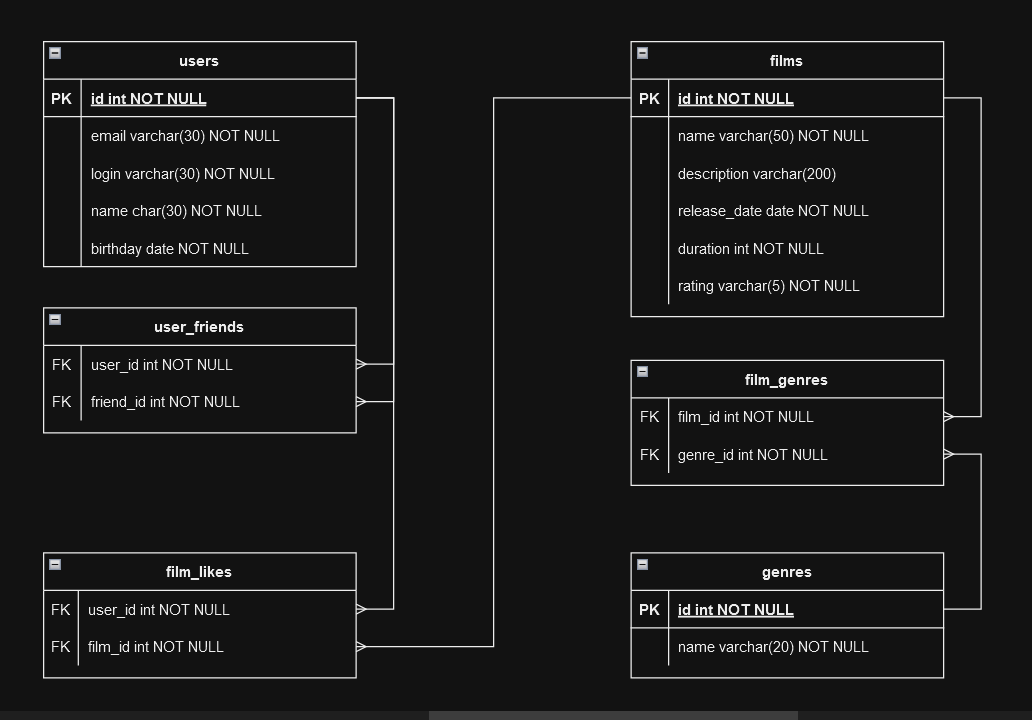 users
PK id int NOT NULL
email varchar(30) NOT NULL
login varchar(30) NOT NULL
name char(30) NOT NULL
birthday date NOT NULL
user_friends
FK user_id int NOT NULL
FK friend_id int NOT NULL
film_likes
FK user_id int NOT NULL
FK film_id int NOT NULL
films
PK id int NOT NULL
name varchar(50) NOT NULL
description varchar(200)
release_date date NOT NULL
duration int NOT NULL
rating varchar(5) NOT NULL
film_genres
FK film_id int NOT NULL
FK genre_id int NOT NULL
genres
PK id int NOT NULL
name varchar(20) NOT NULL